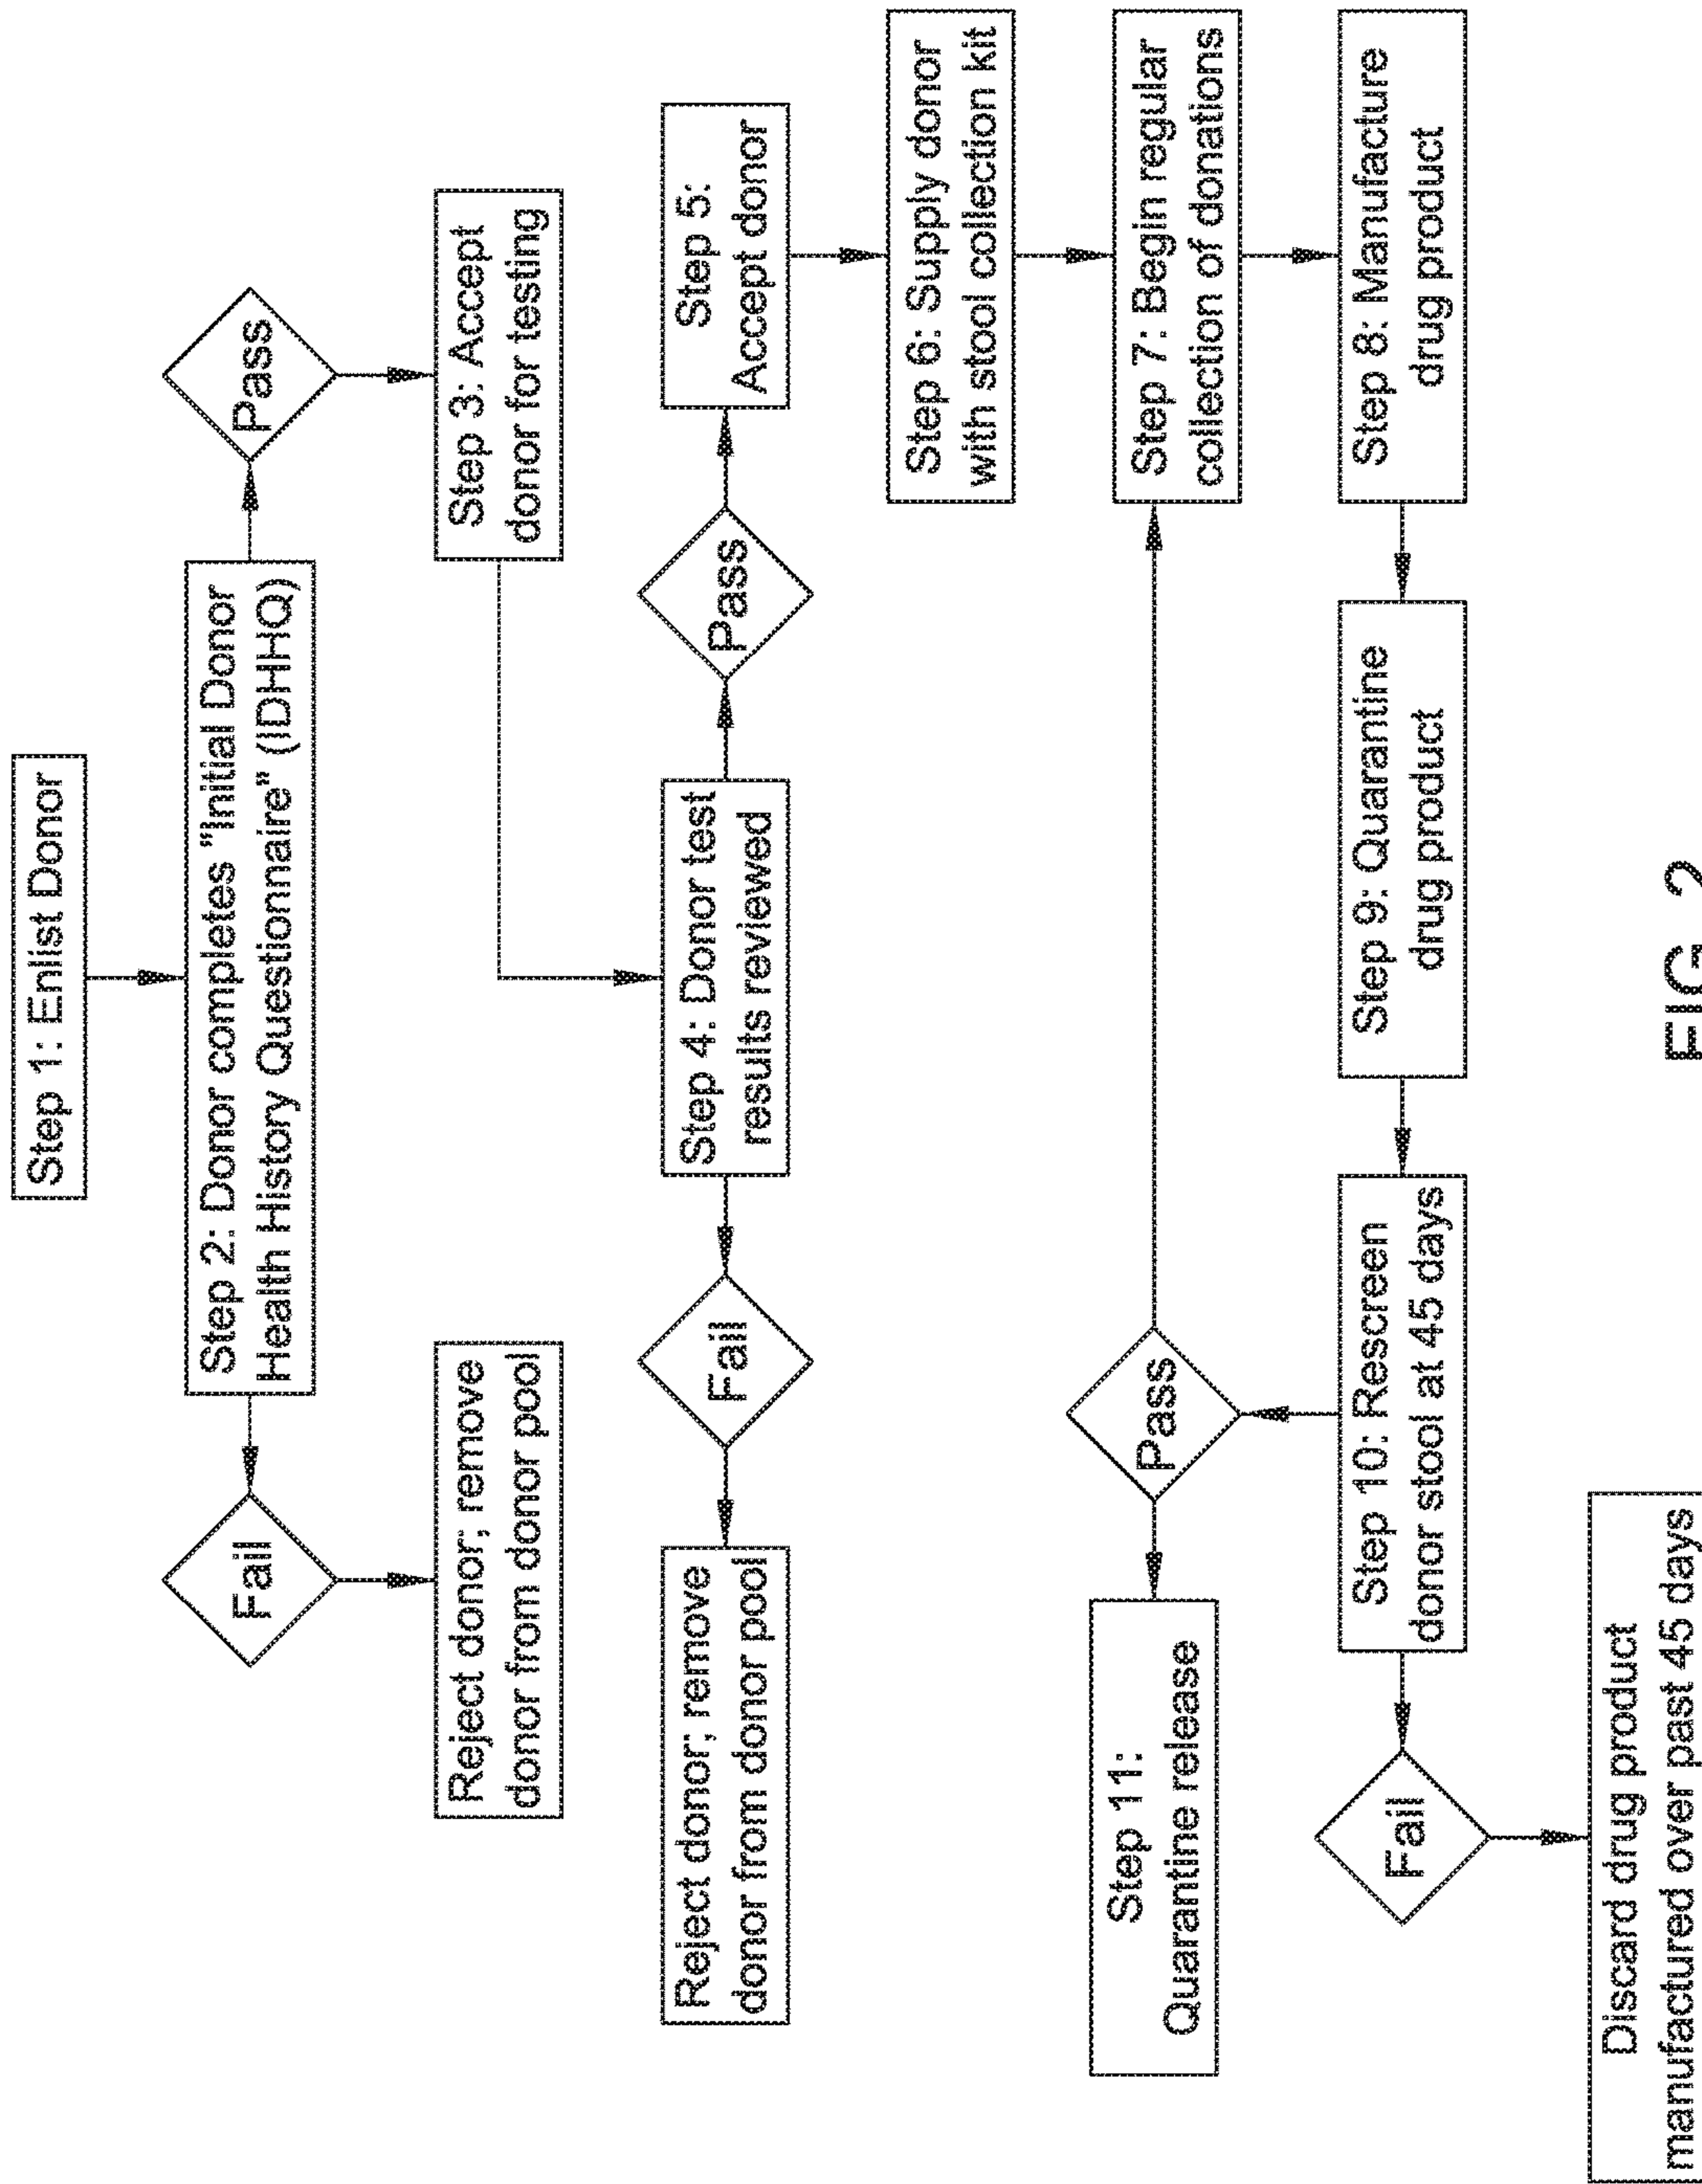 Step 1: Enlist Donor
Step 2: Donor completes "Initial Donor
Health History Questionnaire" (IDHHQ)
Fail
Pass
Reject donor; remove
donor from donor pool
Step 3: Accept
donor for testing
Step 4: Donor test
results reviewed
Fail
Pass
Reject donor; remove
donor from donor pool
Step 5:
Accept donor
Step 6: Supply donor
with stool collection kit
Step 7: Begin regular
collection of donations
Step 8: Manufacture
drug product
Step 9: Quarantine
drug product
Step 10: Rescreen
donor stool at 45 days
Pass
Step 11:
Quarantine release
Fail
Discard drug product
manufactured over past 45 days
FIG. 2